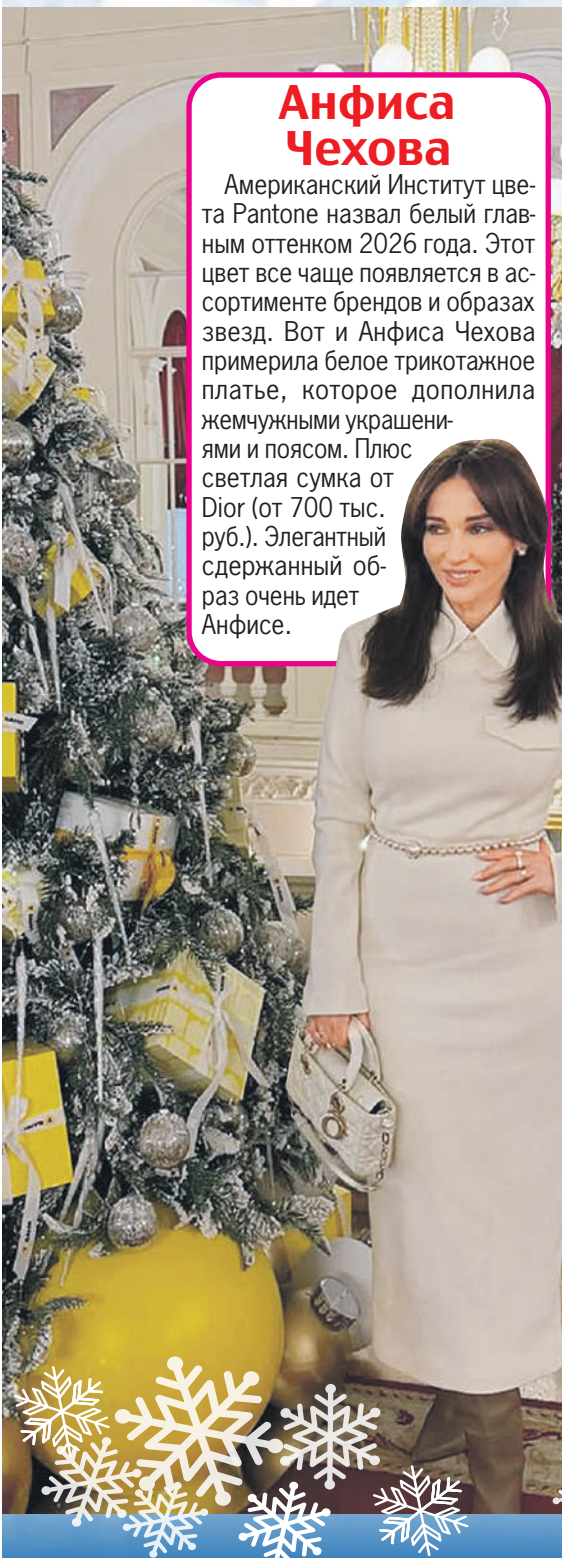 Анфиса
Чехова
Американский Институт цве-
та Pantone назвал белый глав-
ным оттенком 2026 года. Этот
цвет все чаще появляется в ас-
сортименте брендов и образах
звезд. Вот и Анфиса Чехова
примерила белое трикотажное
платье, которое дополнила
жемчужными украшени-
ями и поясом. Плюс
светлая сумка от
Dior (от 700 тыс.
руб.). Элегантный
сдержанный об-
раз очень идет
Анфисе.